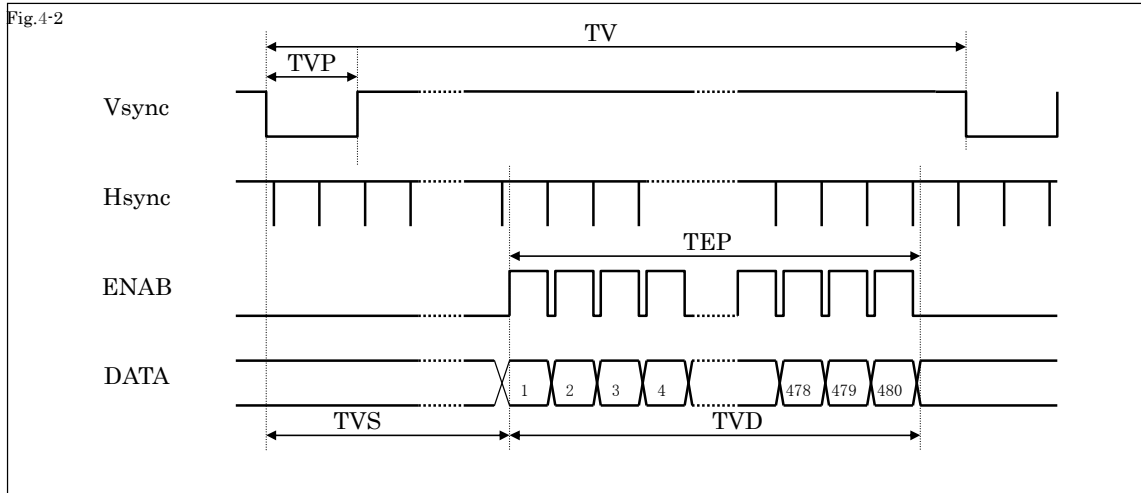 Fig.4-2
TV
TVP
Vsync
Hsync
TEP
ENAB
DATA
1 2 3 4 478 479 480
TVS TVD